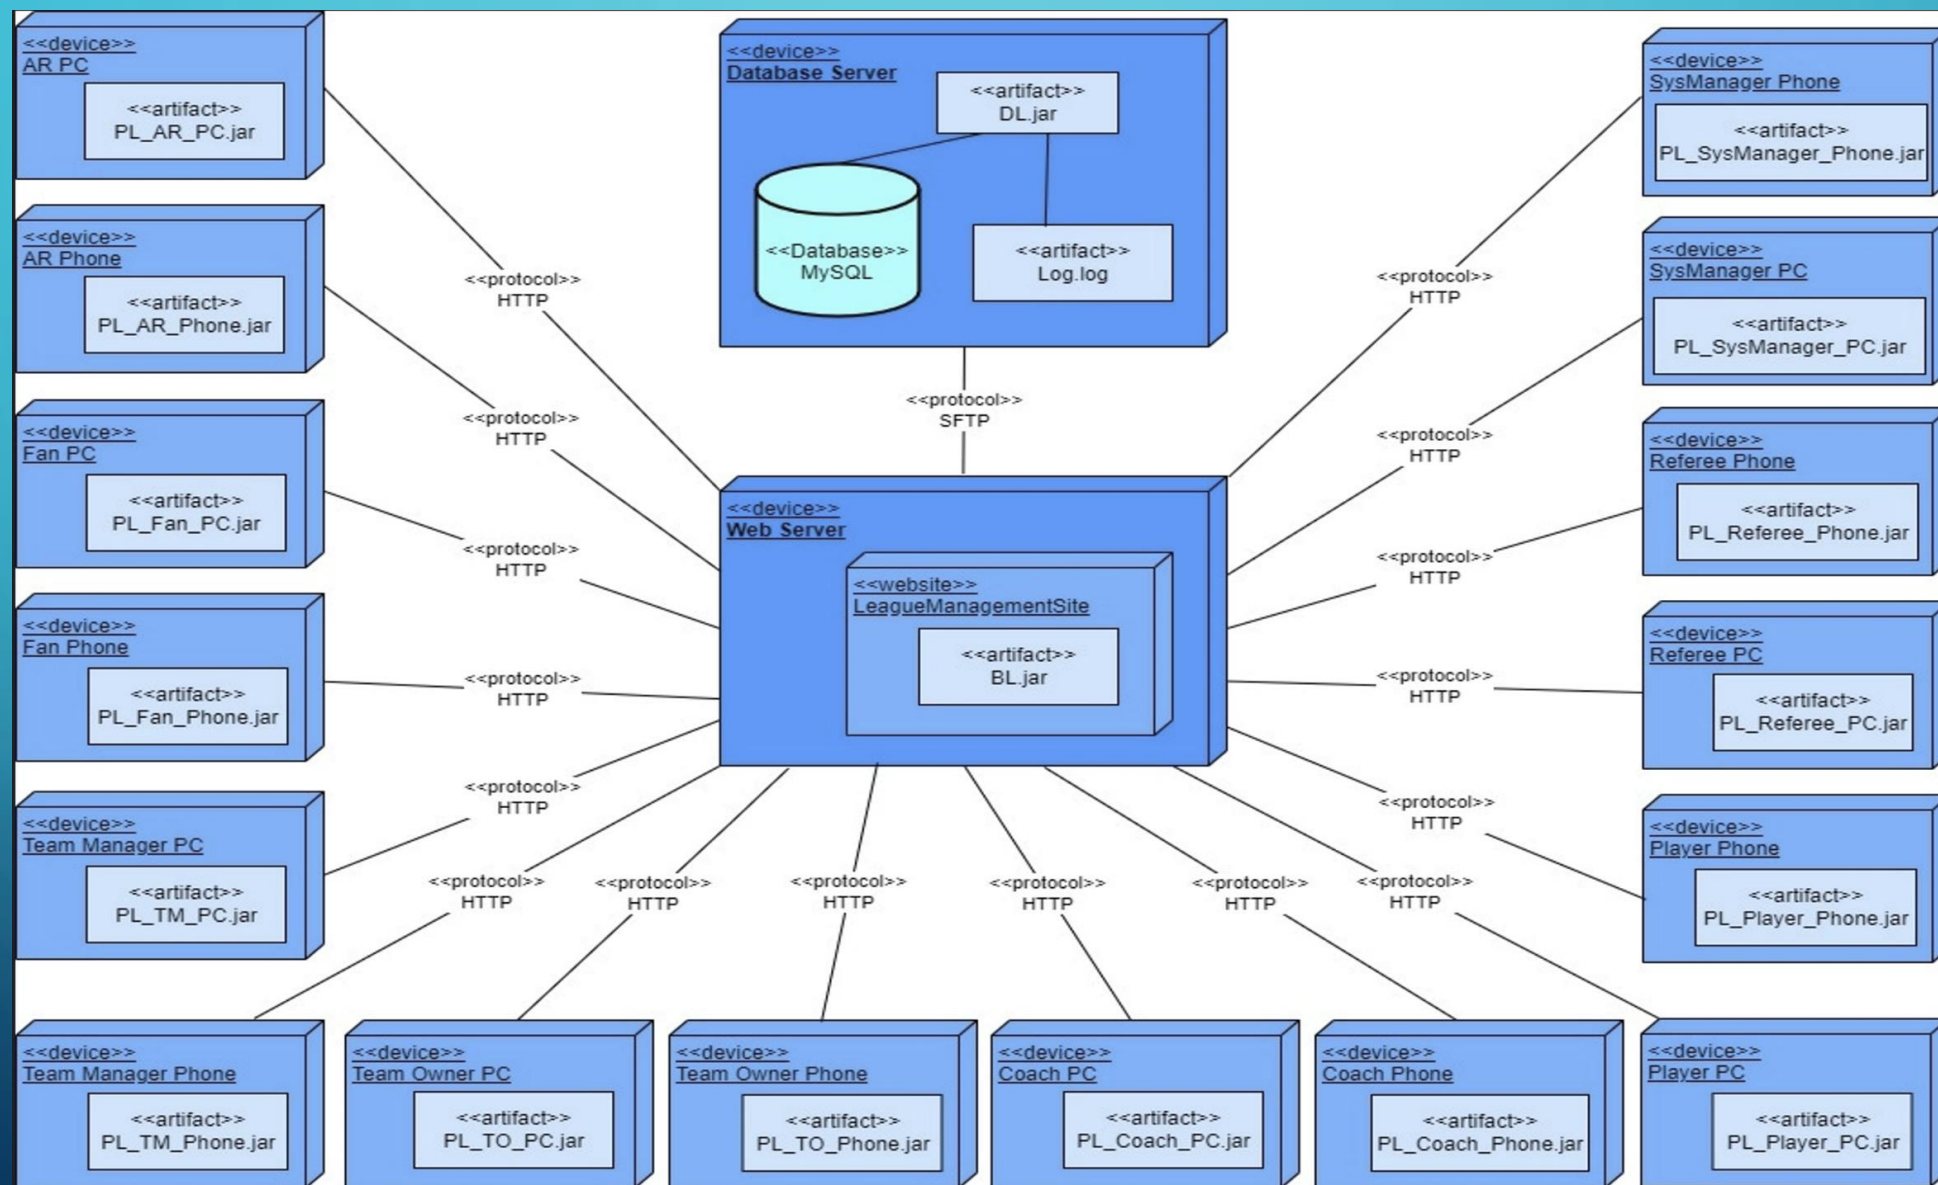 <<device>>
AR PC
<<artifact>>
PL_AR_PC.jar
<<device>>
AR Phone
<<artifact>>
PL_AR_Phone.jar
<<device>>
Fan PC
<<artifact>>
PL_Fan_PC.jar
<<device>>
Fan Phone
<<artifact>>
PL_Fan_Phone.jar
<<device>>
Team Manager PC
<<artifact>>
PL_TM_PC.jar
<<protocol>>
HTTP
<<protocol>>
HTTP
<<protocol>>
HTTP
<<protocol>>
HTTP
<<protocol>>
HTTP
<<device>>
Database Server
<<artifact>>
DL.jar
<<Database>>
MySQL
<<artifact>>
Log.log
<<protocol>>
SFTP
<<device>>
Web Server
<<website>>
LeagueManagementSite
<<artifact>>
BL.jar
<<protocol>>
HTTP
<<protocol>>
HTTP
<<protocol>>
HTTP
<<protocol>>
HTTP
<<protocol>>
HTTP
<<device>>
SysManager Phone
<<artifact>>
PL_SysManager_Phone.jar
<<device>>
SysManager PC
<<artifact>>
PL_SysManager_PC.jar
<<device>>
Referee Phone
<<artifact>>
PL_Referee_Phone.jar
<<device>>
Referee PC
<<artifact>>
PL_Referee_PC.jar
<<device>>
Player Phone
<<artifact>>
PL_Player_Phone.jar
<<protocol>>
HTTP
<<protocol>>
HTTP
<<protocol>>
HTTP
<<protocol>>
HTTP
<<protocol>>
HTTP
<<protocol>>
HTTP
<<device>>
Team Manager Phone
<<artifact>>
PL_TM_Phone.jar
<<device>>
Team Owner PC
<<artifact>>
PL_TO_PC.jar
<<device>>
Team Owner Phone
<<artifact>>
PL_TO_Phone.jar
<<device>>
Coach PC
<<artifact>>
PL_Coach_PC.jar
<<device>>
Coach Phone
<<artifact>>
PL_Coach_Phone.jar
<<device>>
Player PC
<<artifact>>
PL_Player_PC.jar